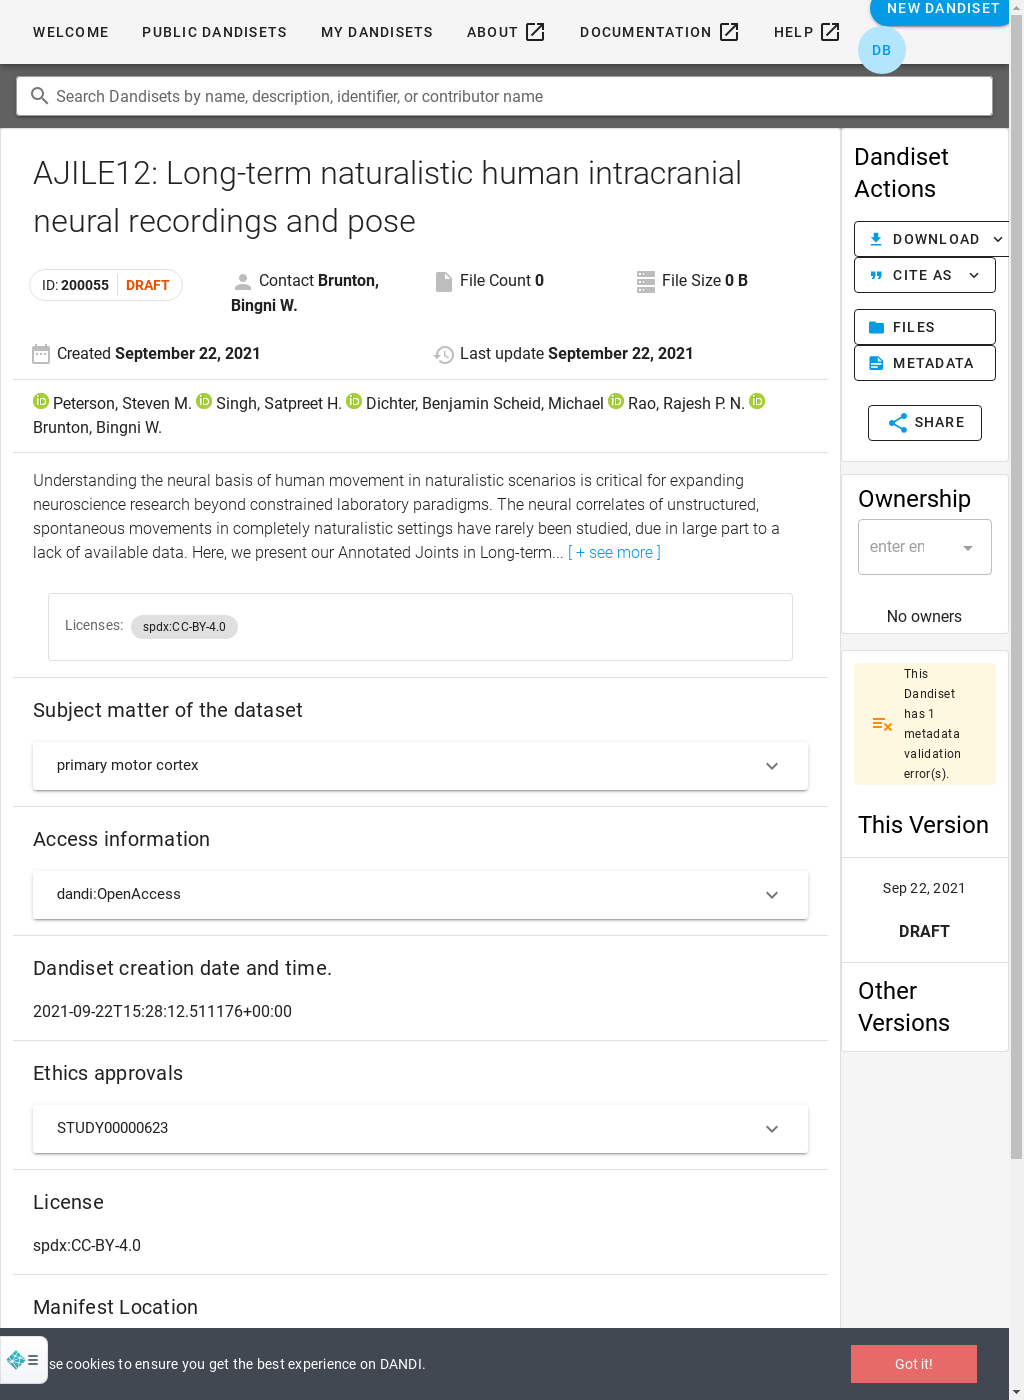 WELCOME PUBLIC DANDISETS MY DANDISETS ABOUT DOCUMENTATION HELP NEW DANDISET
DB
Search Dandisets by name, description, identifier, or contributor name
AJILE12: Long-term naturalistic human intracranial
neural recordings and pose
ID: 200055 DRAFT
Contact Brunton,
Bingni W.
File Count 0
File Size 0 B
Created September 22, 2021
Last update September 22, 2021
iD Peterson, Steven M. iD Singh, Satpreet H. iD Dichter, Benjamin Scheid, Michael iD Rao, Rajesh P. N. iD
Brunton, Bingni W.
Understanding the neural basis of human movement in naturalistic scenarios is critical for expanding
neuroscience research beyond constrained laboratory paradigms. The neural correlates of unstructured,
spontaneous movements in completely naturalistic settings have rarely been studied, due in large part to a
lack of available data. Here, we present our Annotated Joints in Long-term... [ + see more ]
Licenses: spdx:CC-BY-4.0
Subject matter of the dataset
primary motor cortex
Access information
dandi:OpenAccess
Dandiset creation date and time.
2021-09-22T15:28:12.511176+00:00
Ethics approvals
STUDY00000623
License
spdx:CC-BY-4.0
Manifest Location
Dandiset
Actions
DOWNLOAD
CITE AS
FILES
METADATA
SHARE
Ownership
enter en
No owners
This
Dandiset
has 1
metadata
validation
error(s).
This Version
Sep 22, 2021
DRAFT
Other
Versions
se cookies to ensure you get the best experience on DANDI.
Got it!